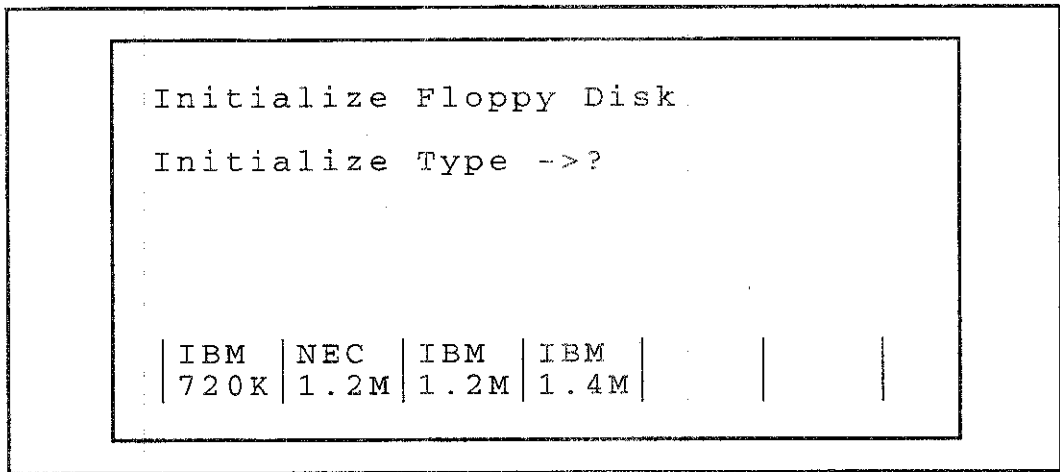 Initialize Floppy Disk
Initialize Type ->?
IBM NEC IBM IBM
720K 1.2M 1.2M 1.4M